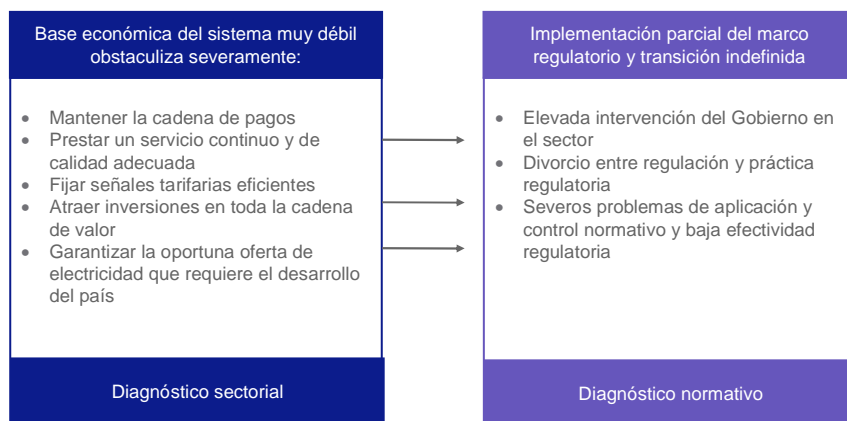 Base económica del sistema muy débil
obstaculiza severamente:
• Mantener la cadena de pagos
• Prestar un servicio continuo y de
calidad adecuada
• Fijar señales tarifarias eficientes
• Atraer inversiones en toda la cadena
de valor
• Garantizar la oportuna oferta de
electricidad que requiere el desarrollo
del país
Diagnóstico sectorial
Implementación parcial del marco
regulatorio y transición indefinida
• Elevada intervención del Gobierno en
el sector
• Divorcio entre regulación y práctica
regulatoria
• Severos problemas de aplicación y
control normativo y baja efectividad
regulatoria
Diagnóstico normativo